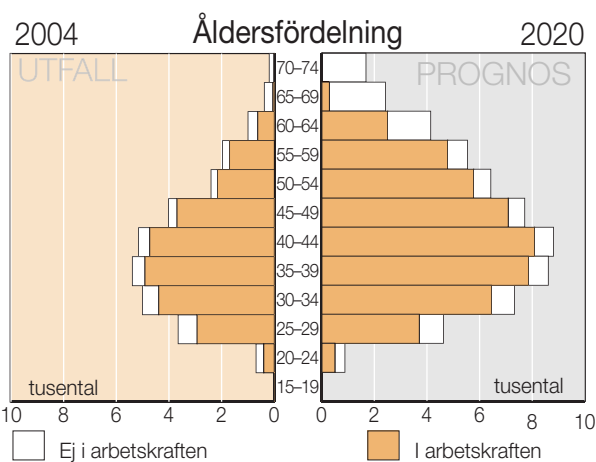 2004 Åldersfördelning 2020
UTFALL 70–74 PROGNOS
65–69
60–64
55–59
50–54
45–49
40–44
35–39
30–34
25–29
20–24
tusental 15–19 tusental
10 8 6 4 2 0 0 2 4 6 8 10
Ej i arbetskraften I arbetskraften